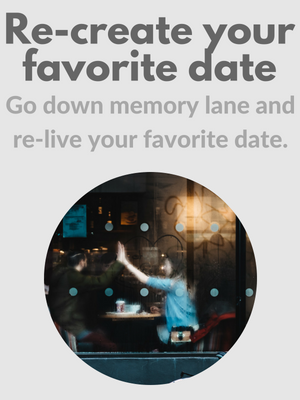 Re-create your
favorite date
Go down memory lane and
re-live your favorite date.